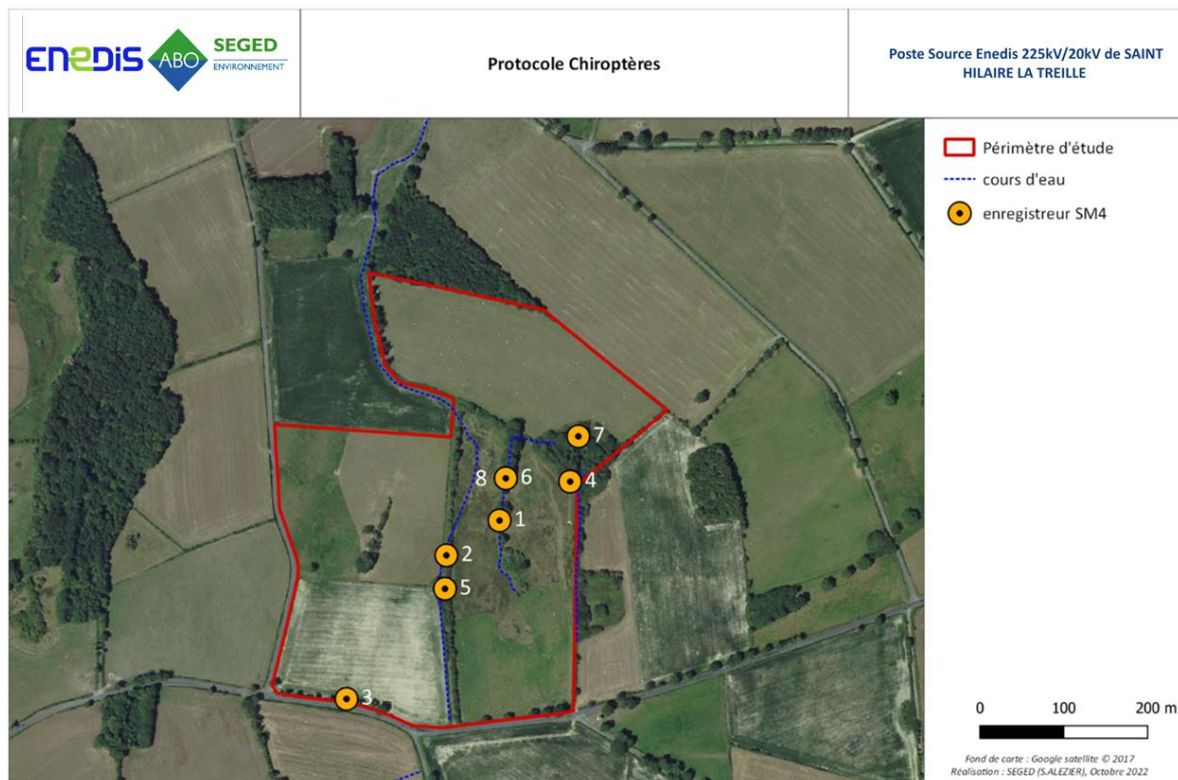 ENEDIS
ABO
SEGED
ENVIRONNEMENT
Protocole Chiroptères
Poste Source Enedis 225kV/20kV de SAINT
HILAIRE LA TREILLE
Périmètre d'étude
cours d'eau
enregistreur SM4
7
8
6
4
1
2
5
3
0 100 200 m
Fond de carte : Google satellite © 2017
Réalisation : SEGED (S.ALEZIER), Octobre 2022